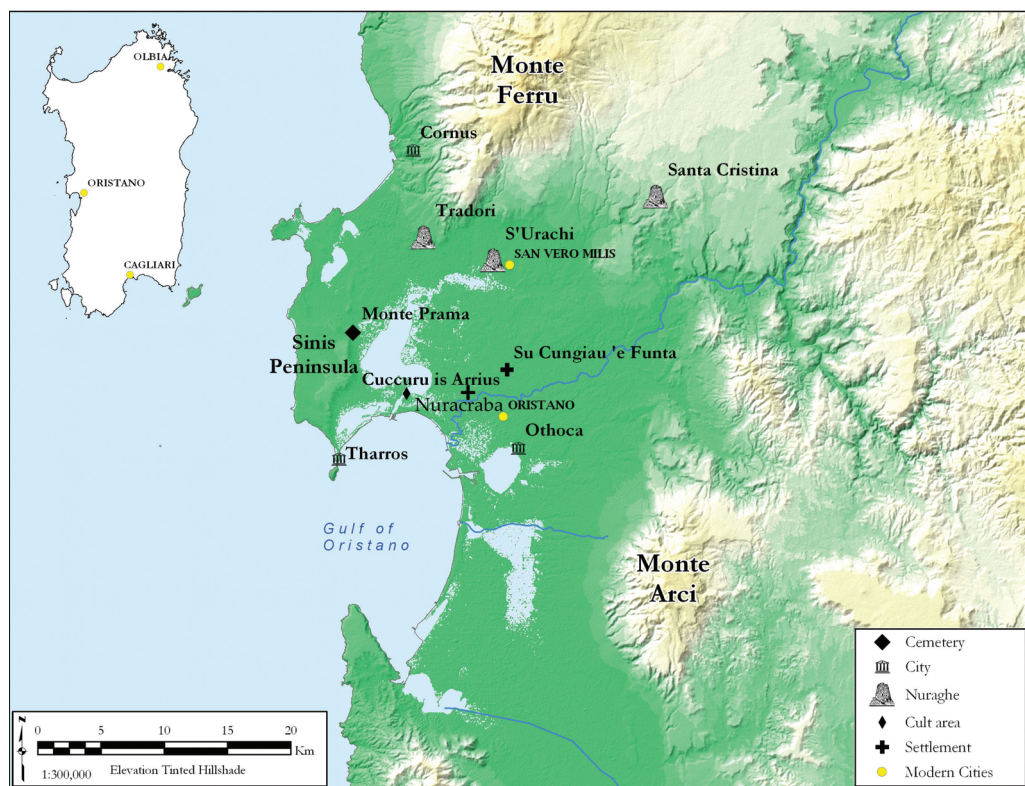 OLBIA
ORISTANO
CAGLIARI
Monte
Ferru
Cornus
Santa Cristina
Tradori
S'Urachi
SAN VERO MILIS
Monte Prama
Sinis
Peninsula
Su Cungiau 'e Funta
Cuccuru is Arrius
Nuracraba
ORISTANO
Othoca
Tharros
Gulf of
Oristano
Monte
Arci
Cemetery
City
Nuraghe
Cult area
Settlement
Modern Cities
N
0 5 10 15 20
Km
1:300,000 Elevation Tinted Hillshade